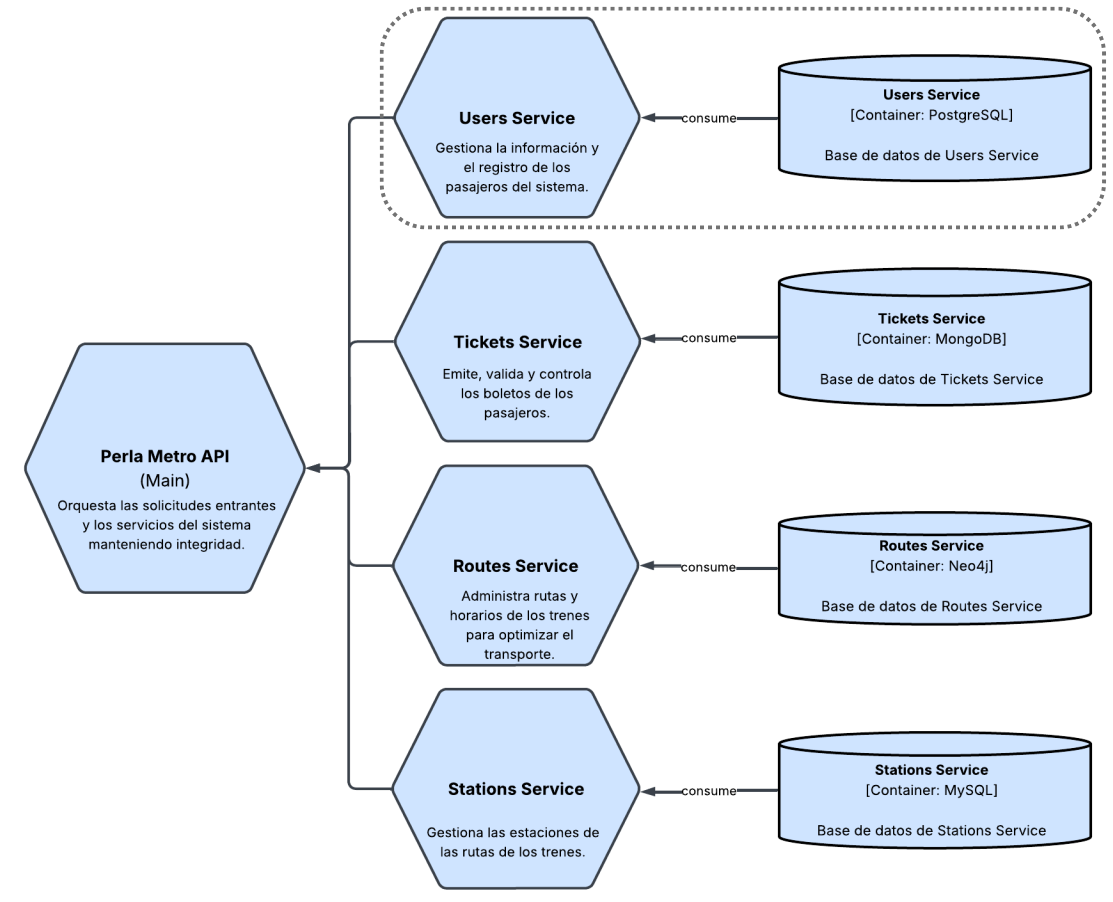 Users Service
Gestiona la información y
el registro de los
pasajeros del sistema.
consume
Users Service
[Container: PostgreSQL]
Base de datos de Users Service
Tickets Service
Emite, valida y controla
los boletos de los
pasajeros.
consume
Tickets Service
[Container: MongoDB]
Base de datos de Tickets Service
Perla Metro API
(Main)
Orquesta las solicitudes entrantes
y los servicios del sistema
manteniendo integridad.
Routes Service
Administra rutas y
horarios de los trenes
para optimizar el
transporte.
consume
Routes Service
[Container: Neo4j]
Base de datos de Routes Service
Stations Service
Gestiona las estaciones de
las rutas de los trenes.
consume
Stations Service
[Container: MySQL]
Base de datos de Stations Service